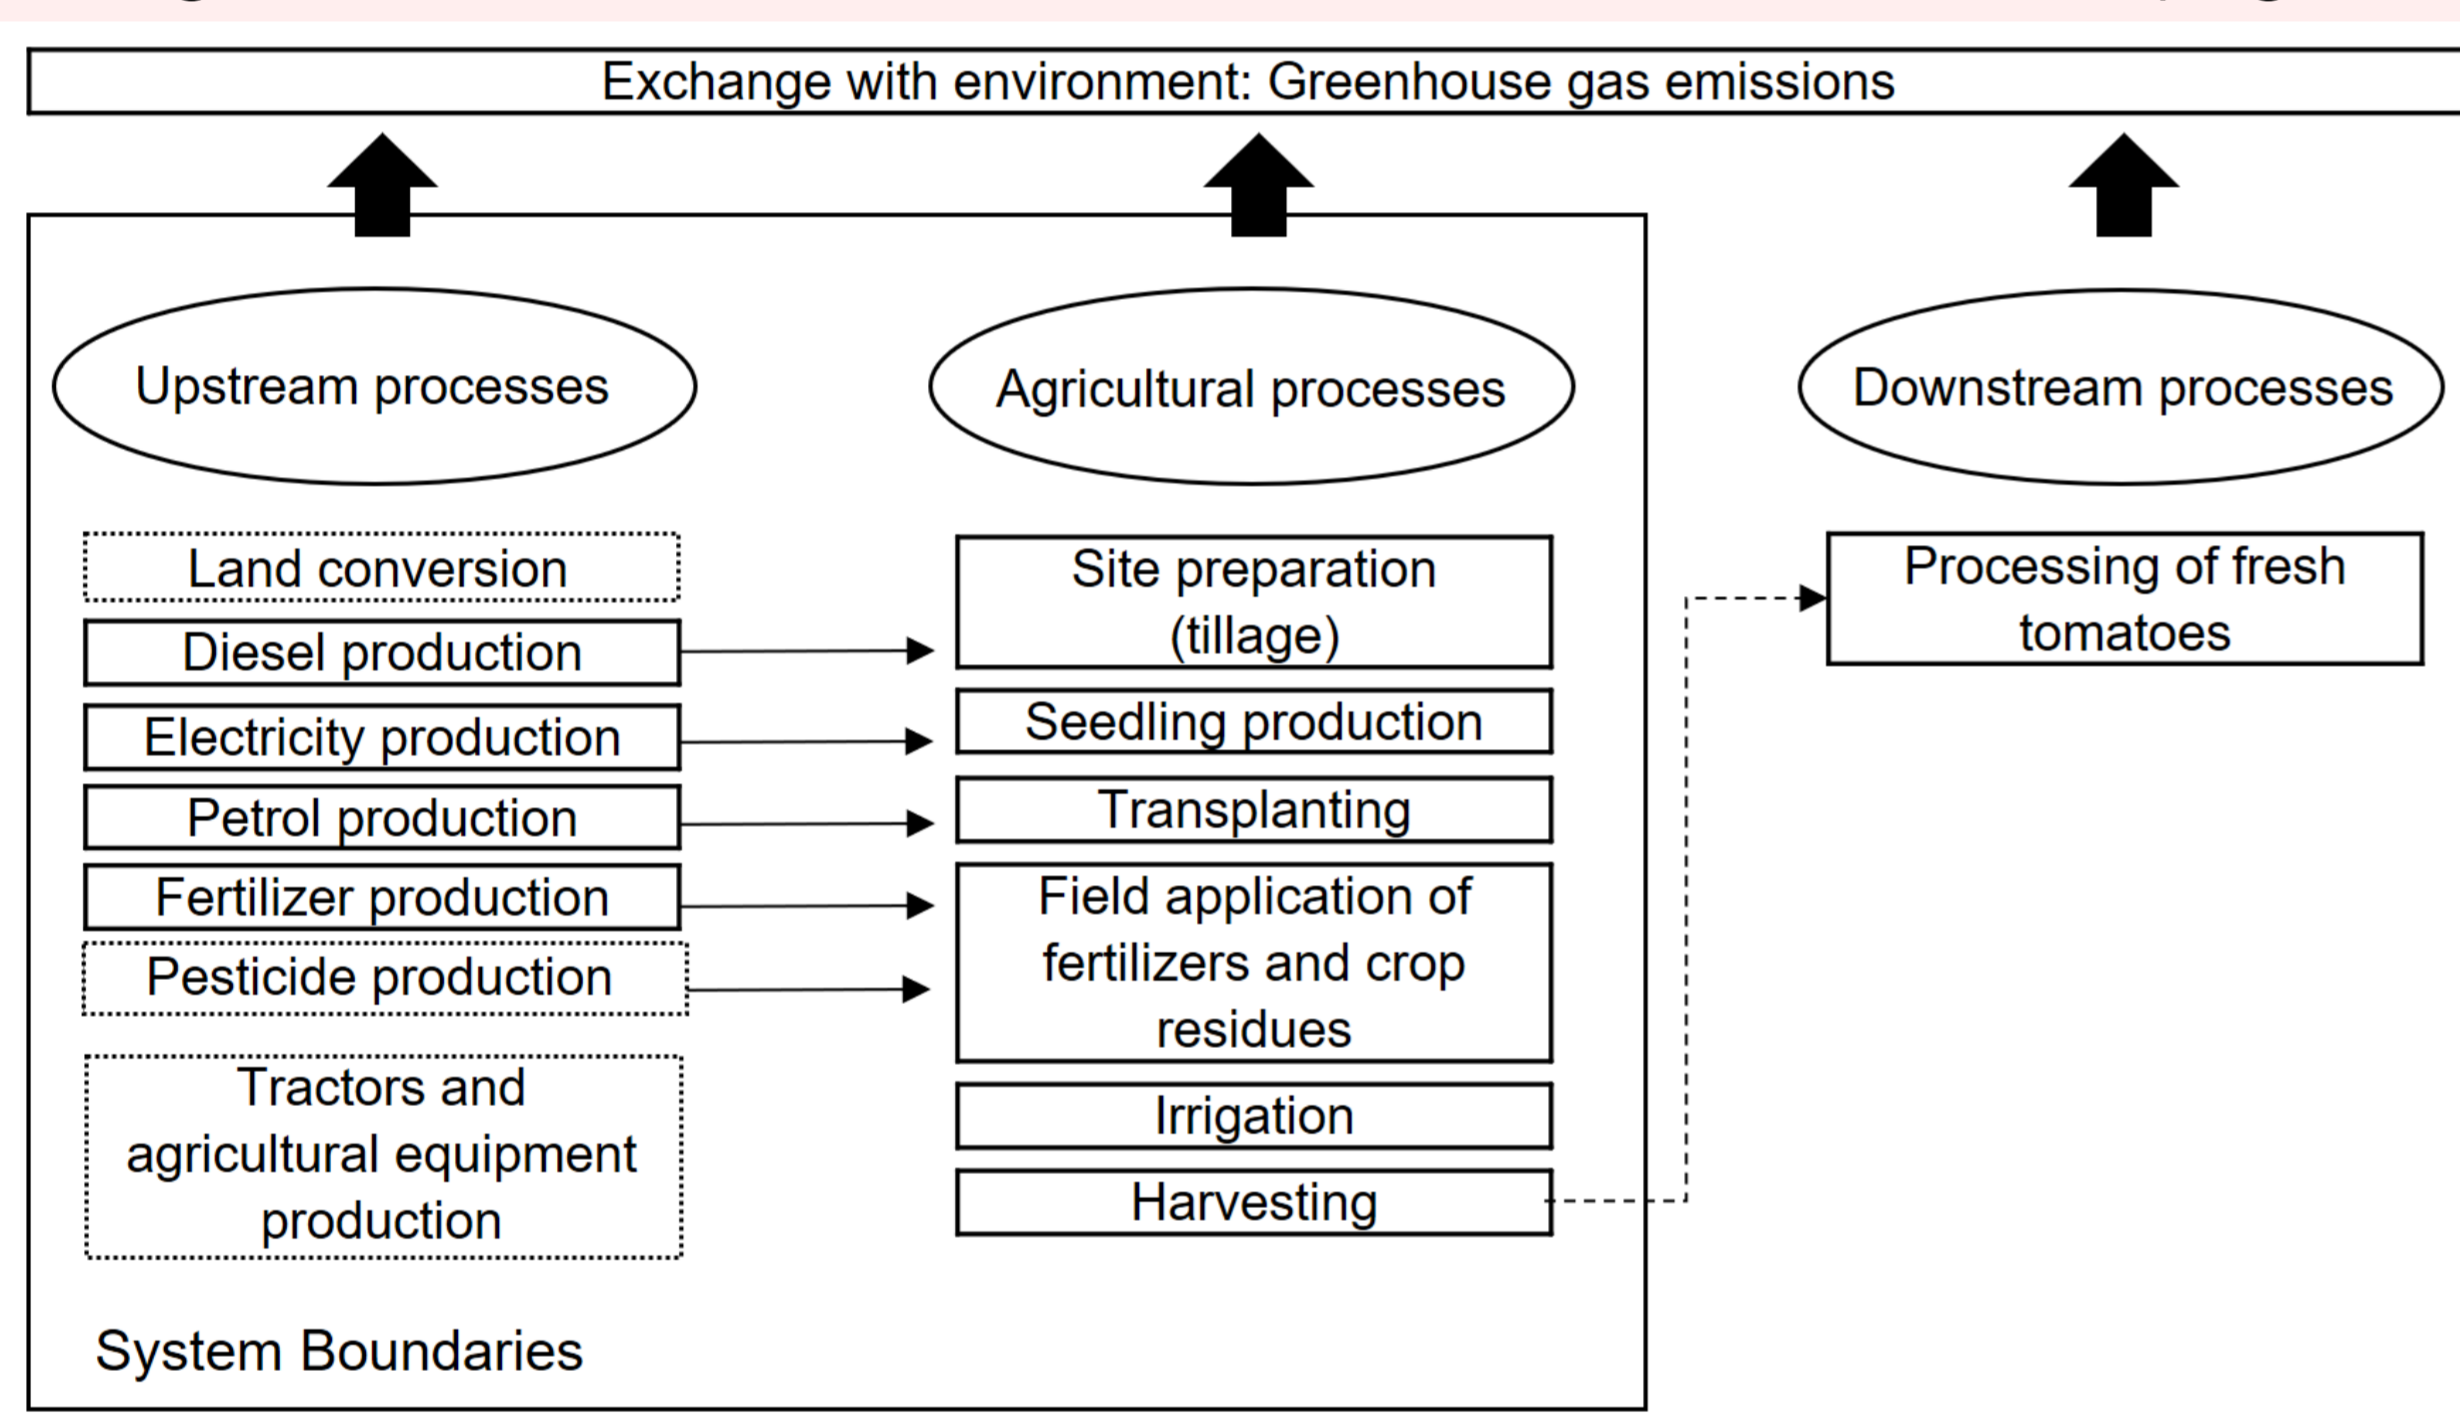 Exchange with environment: Greenhouse gas emissions
Upstream processes
Agricultural processes
Downstream processes
Land conversion
Diesel production
Electricity production
Petrol production
Fertilizer production
Pesticide production
Tractors and
agricultural equipment
production
Site preparation
(tillage)
Seedling production
Transplanting
Field application of
fertilizers and crop
residues
Irrigation
Harvesting
Processing of fresh
tomatoes
System Boundaries